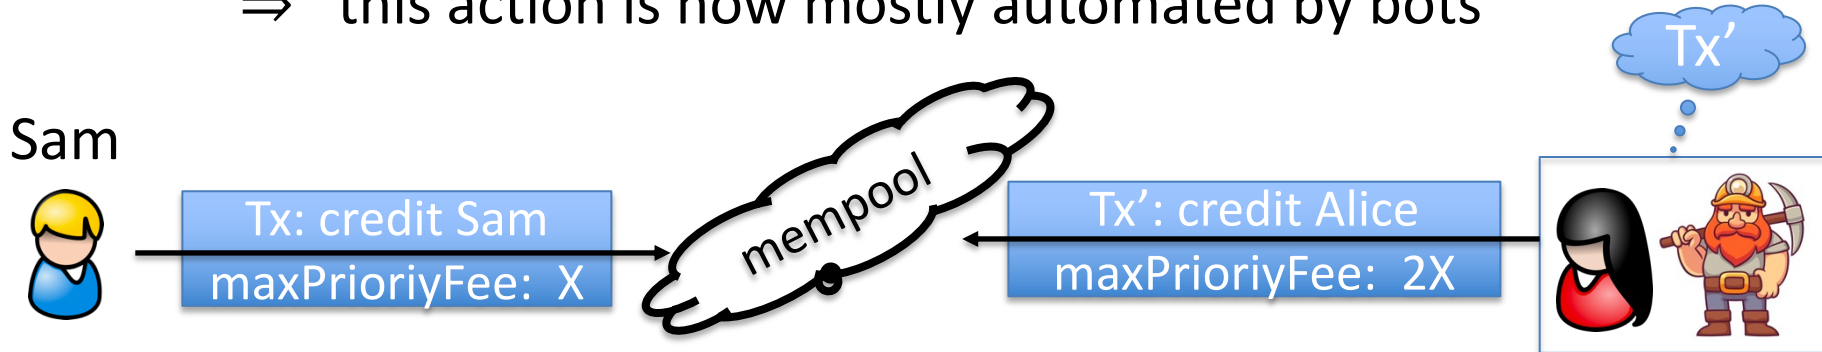 ⇒ this action is now mostly automated by bots
Tx’
Sam
Tx: credit Sam
maxPrioriyFee: X
mempool
Tx’: credit Alice
maxPrioriyFee: 2X